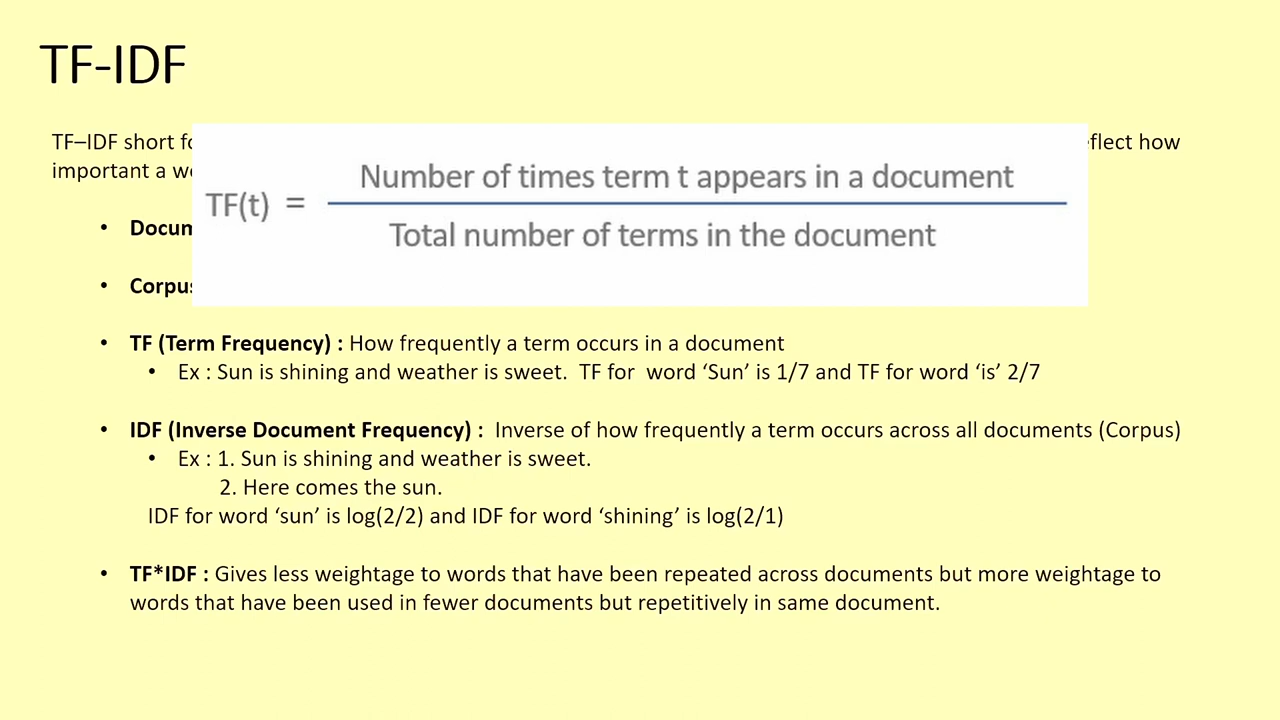 TF-IDF
TF–IDF short
eflect how
important a
TF(t) = Number of times term t appears in a document
Total number of terms in the document
•
•
• TF (Term Frequency) : How frequently a term occurs in a document
• Ex : Sun is shining and weather is sweet. TF for word ‘Sun’ is 1/7 and TF for word ‘is’ 2/7
• IDF (Inverse Document Frequency) : Inverse of how frequently a term occurs across all documents (Corpus)
• Ex : 1. Sun is shining and weather is sweet.
2. Here comes the sun.
IDF for word ‘sun’ is log(2/2) and IDF for word ‘shining’ is log(2/1)
• TF*IDF : Gives less weightage to words that have been repeated across documents but more weightage to
words that have been used in fewer documents but repetitively in same document.